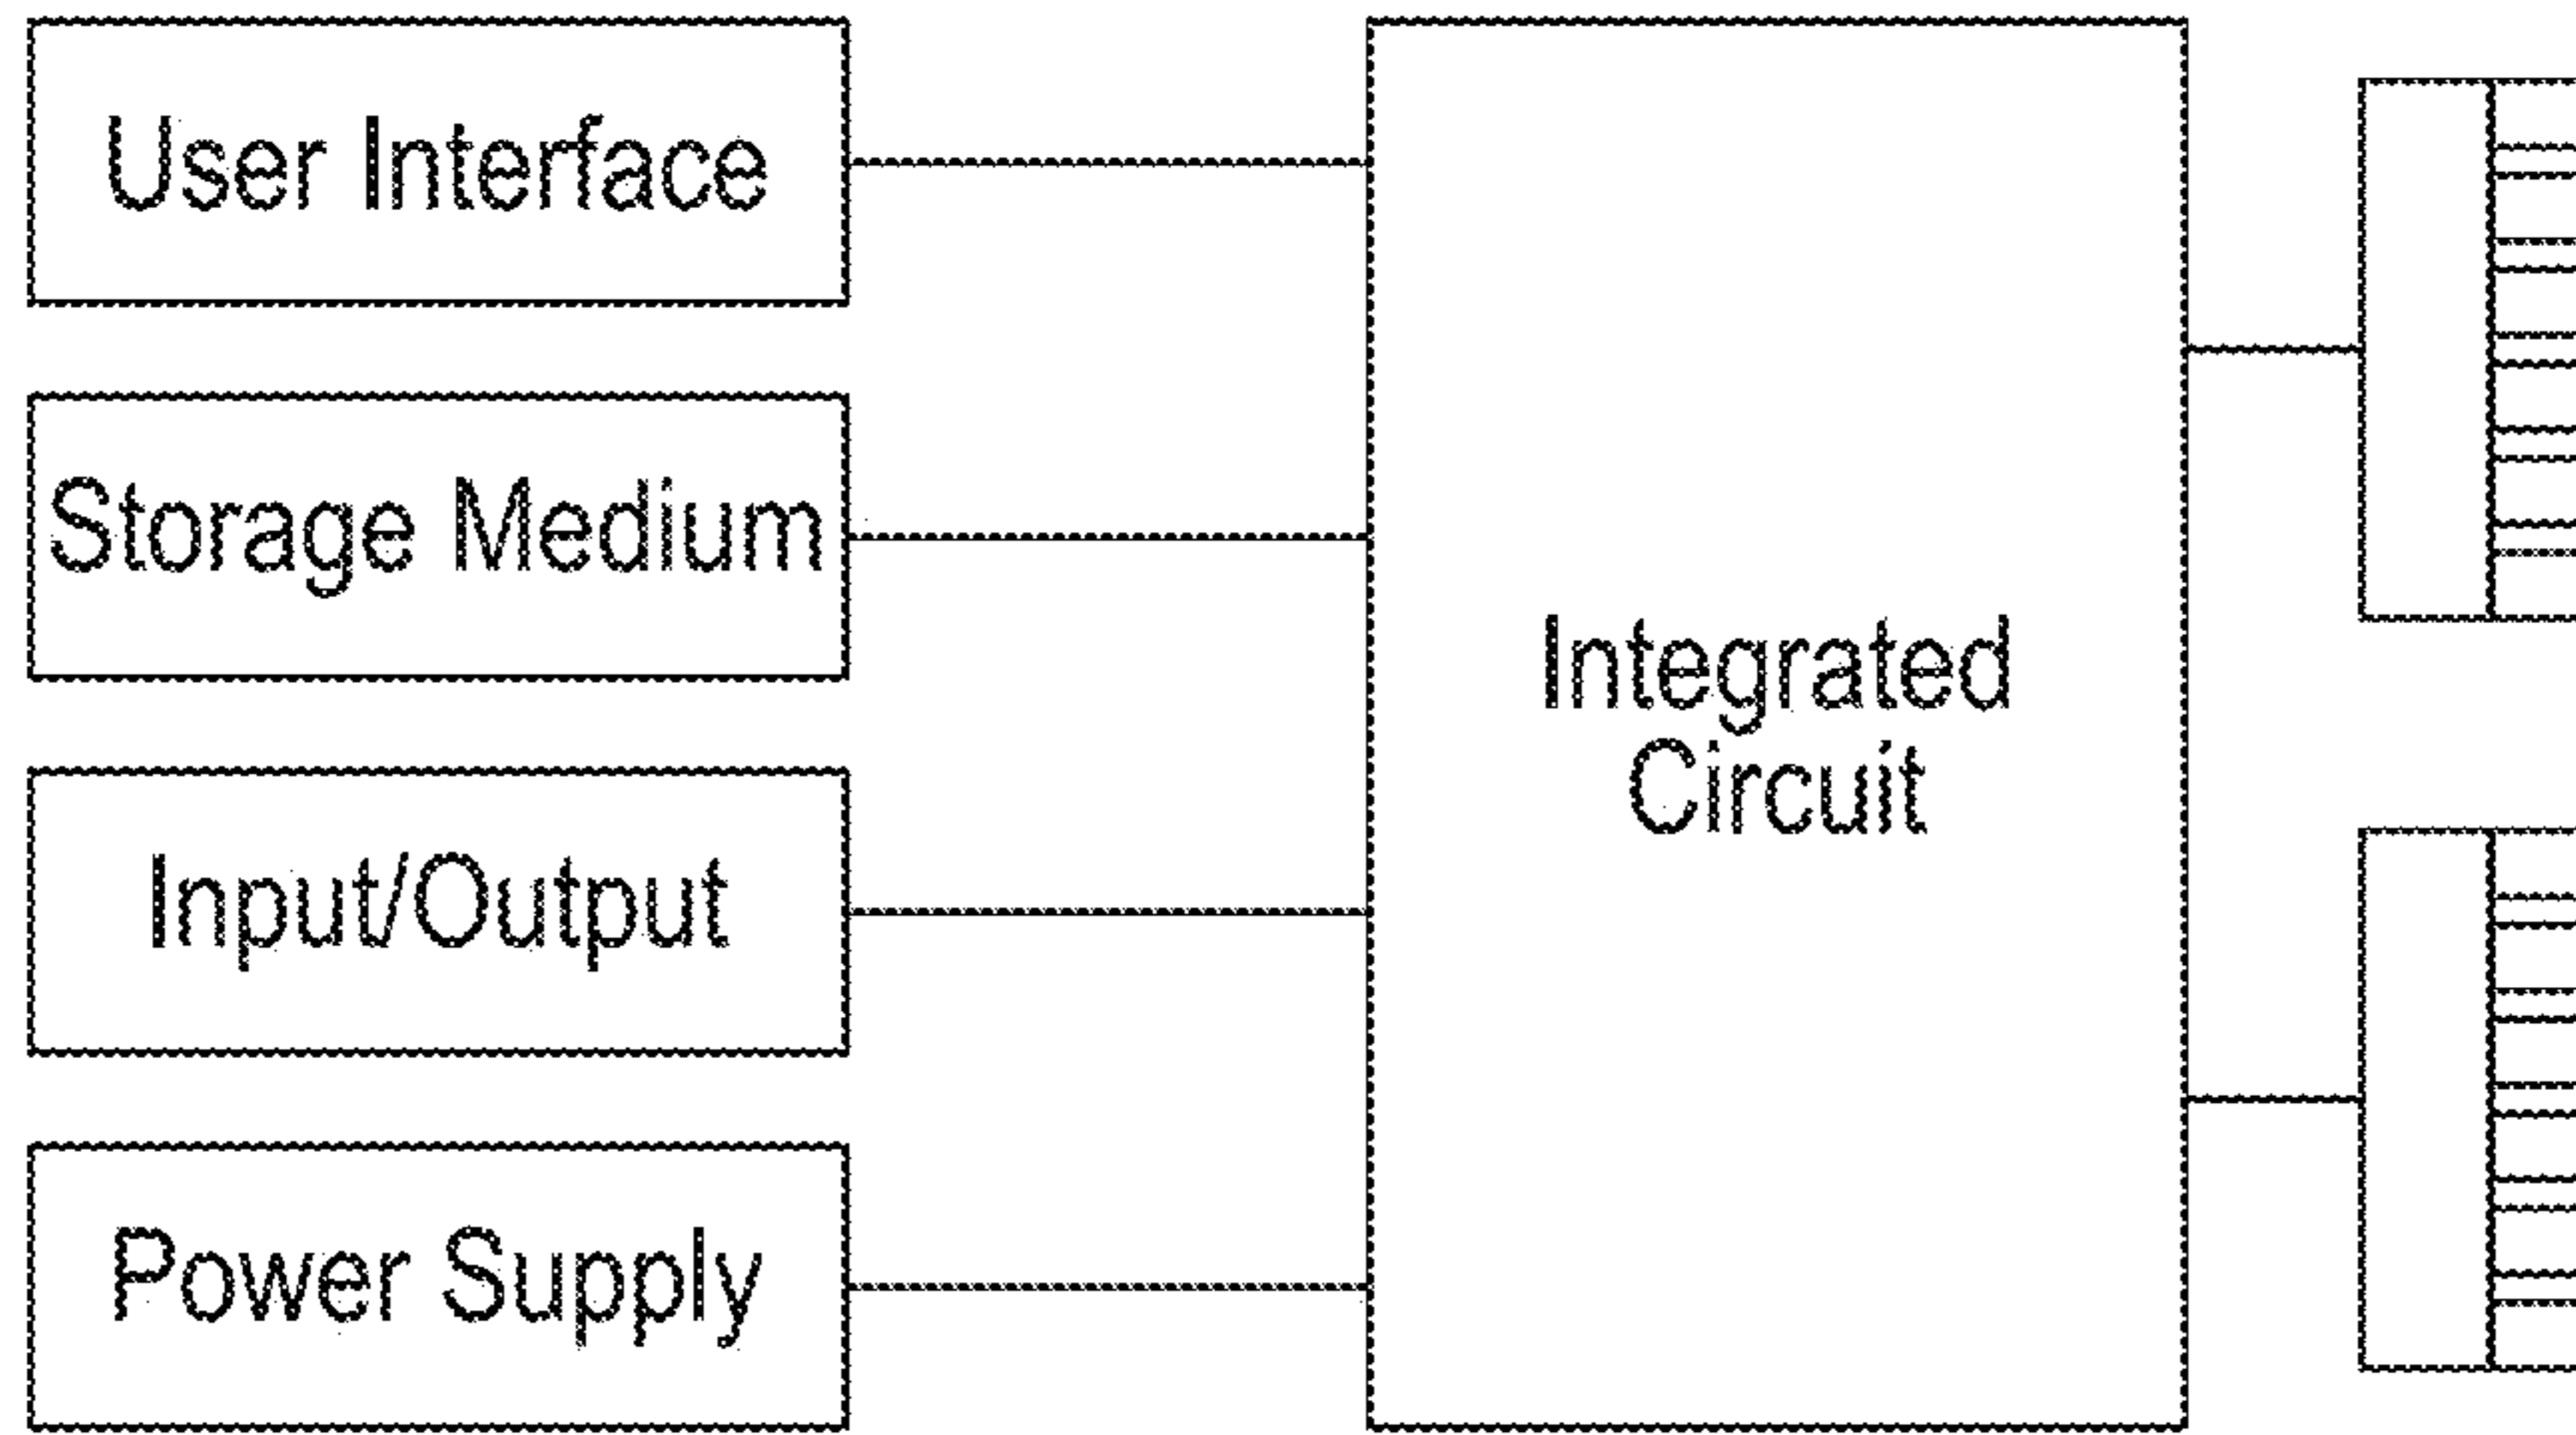 User Interface
Storage Medium
Input/Output
Power Supply
Integrated
Circuit